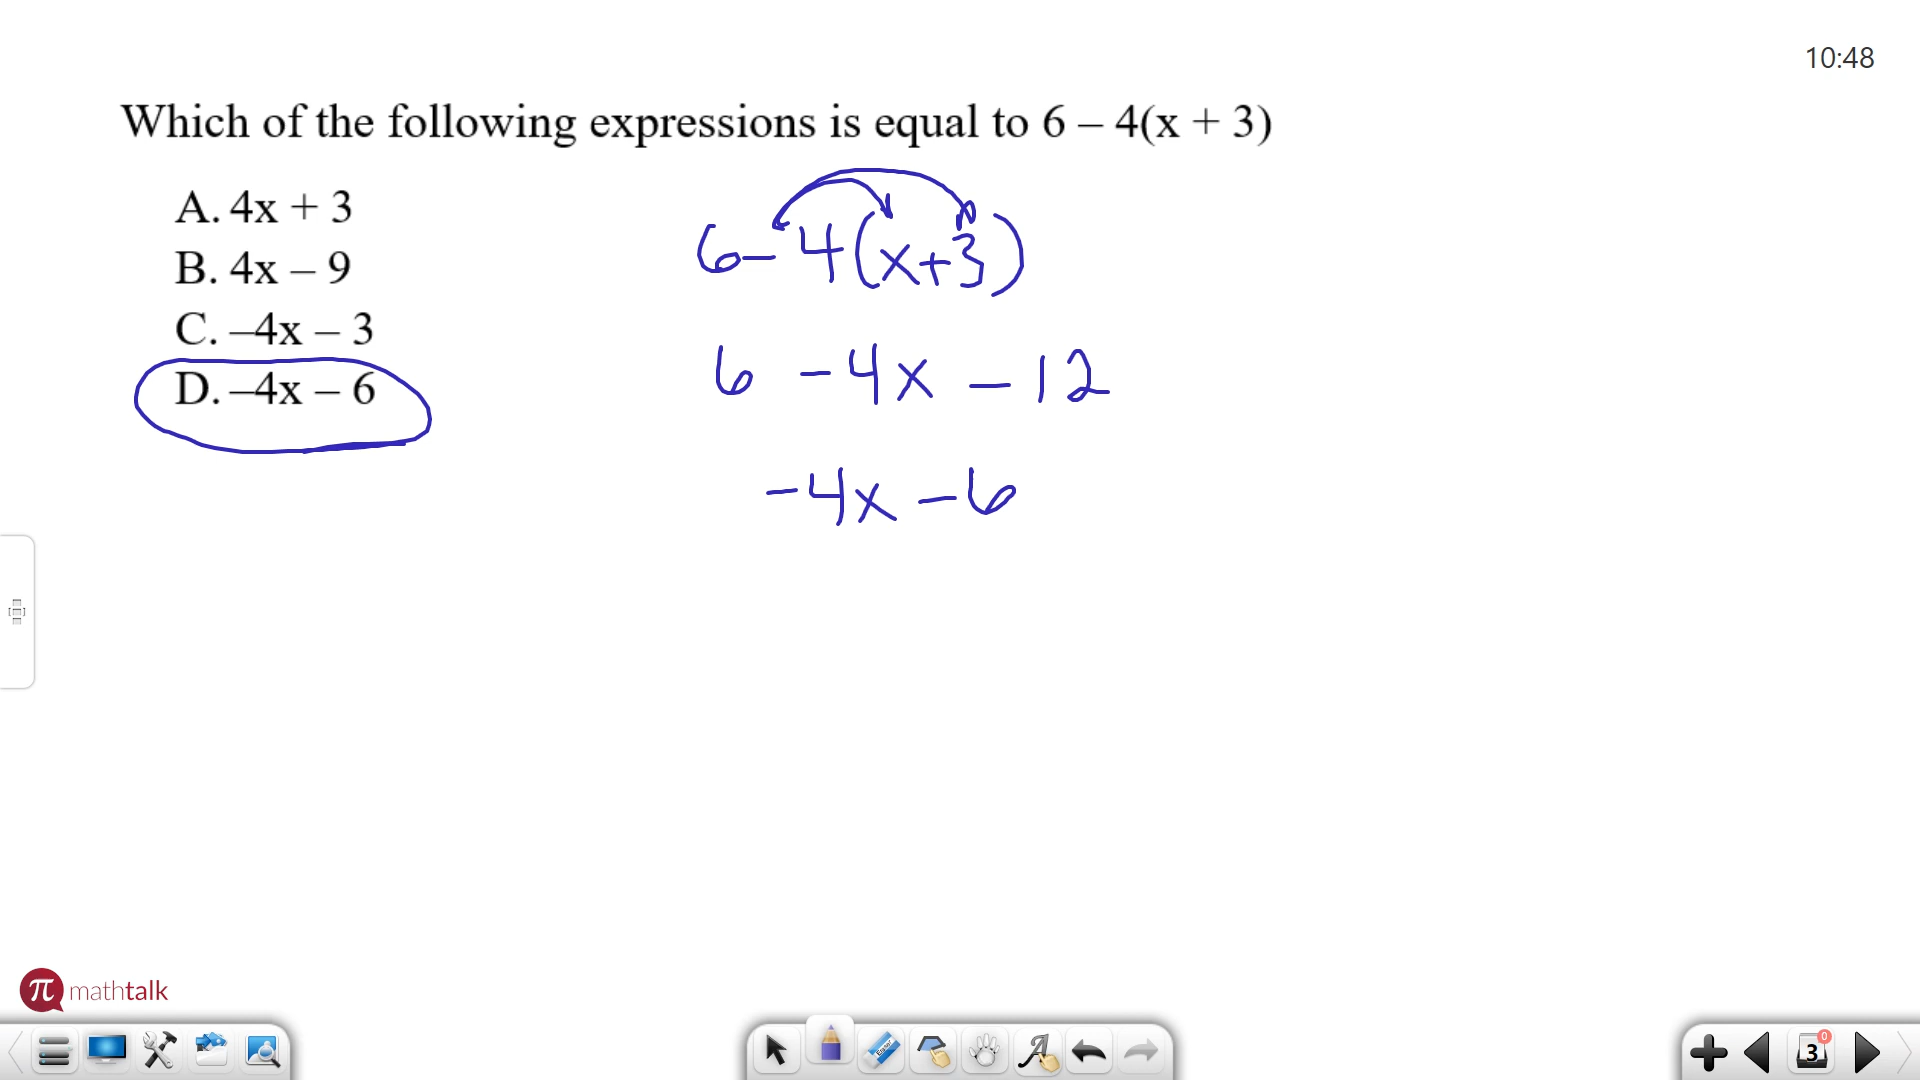 10:48
Which of the following expressions is equal to 6 – 4(x + 3)
A. 4x + 3
B. 4x – 9
C. –4x – 3
D. –4x – 6
6-4(x+3)
6 -4x -12
-4x -6
π mathtalk
Eraser
A
3
0